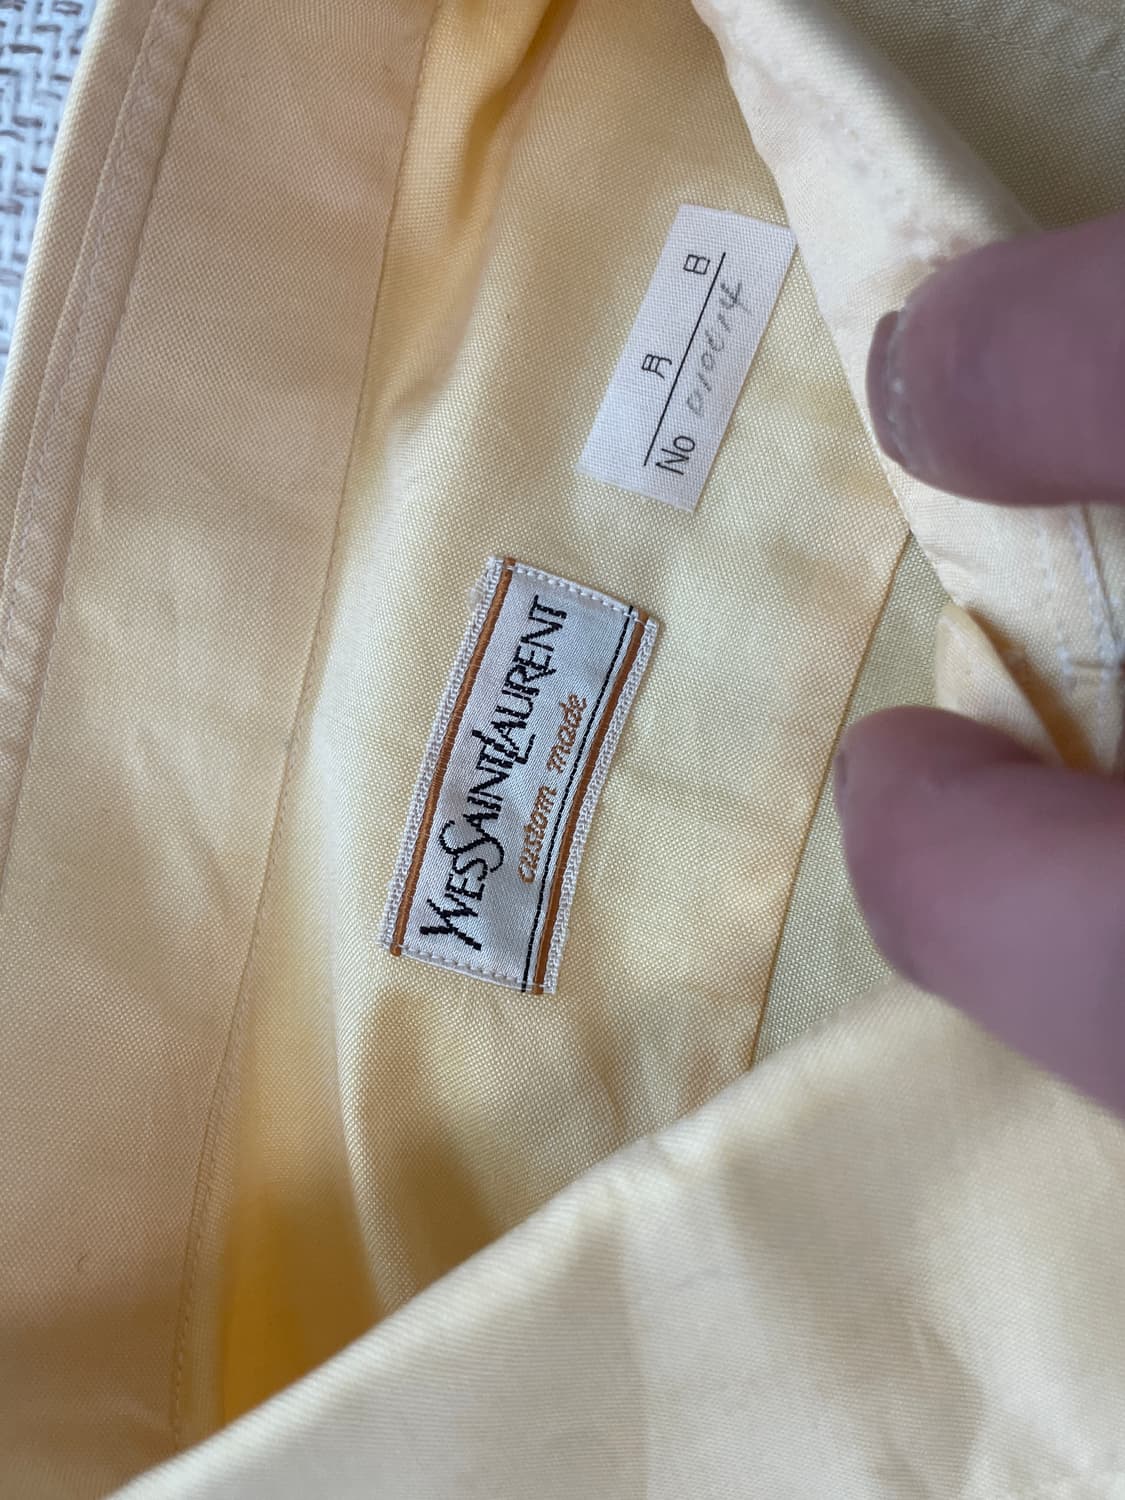 月 日
No
YVESSAINTLAURENT
custom made